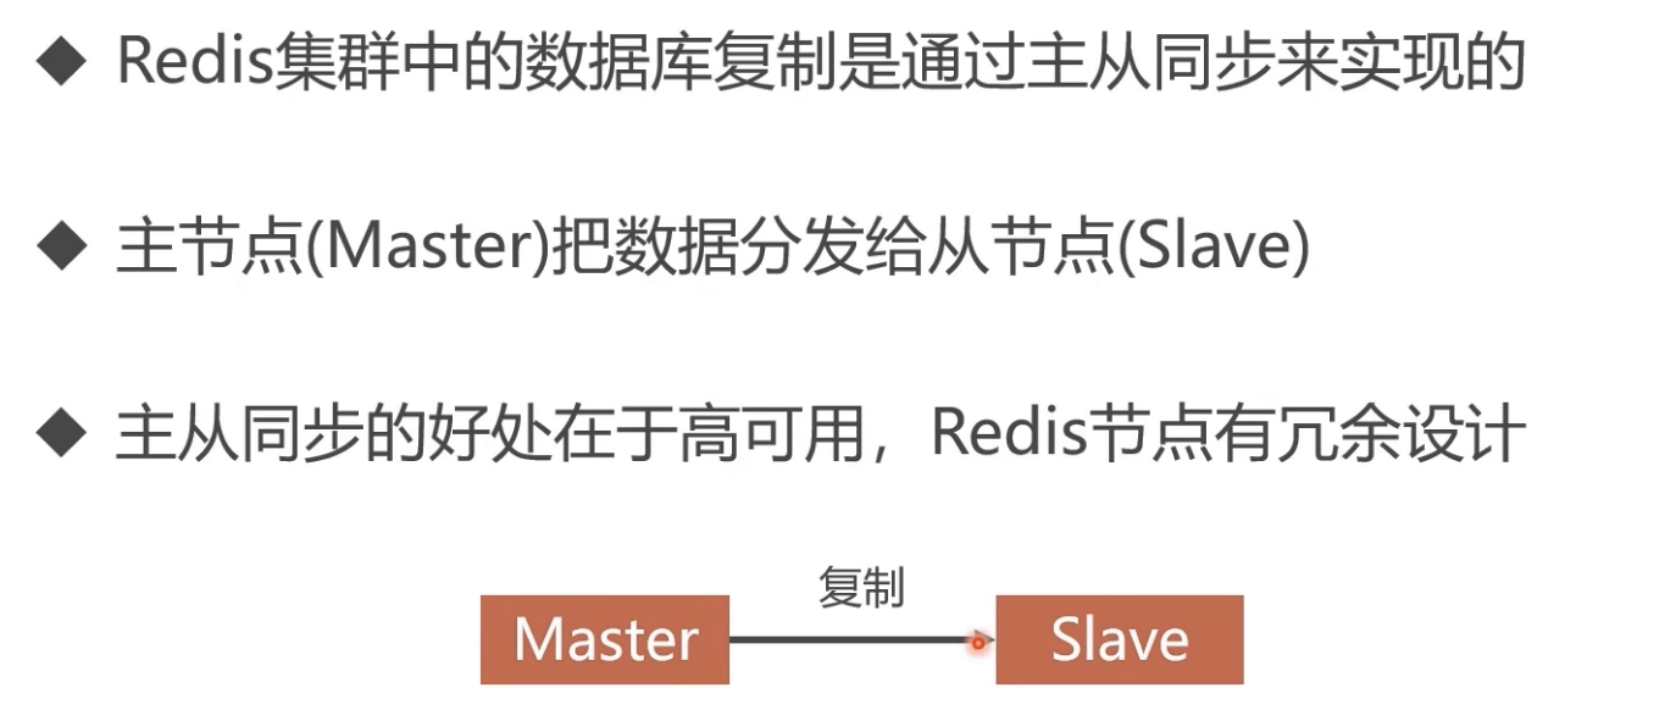 Redis集群中的数据库复制是通过主从同步来实现的
主节点(Master)把数据分发给从节点(Slave)
主从同步的好处在于高可用，Redis节点有冗余设计
复制
Master
Slave